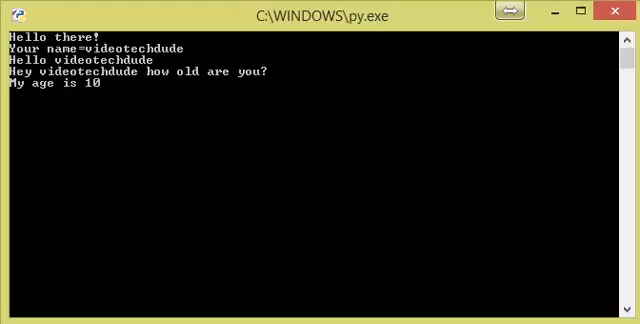 C:\WINDOWS\py.exe
Hello there!
Your name=videotechdude
Hello videotechdude
Hey videotechdude how old are you?
My age is 10